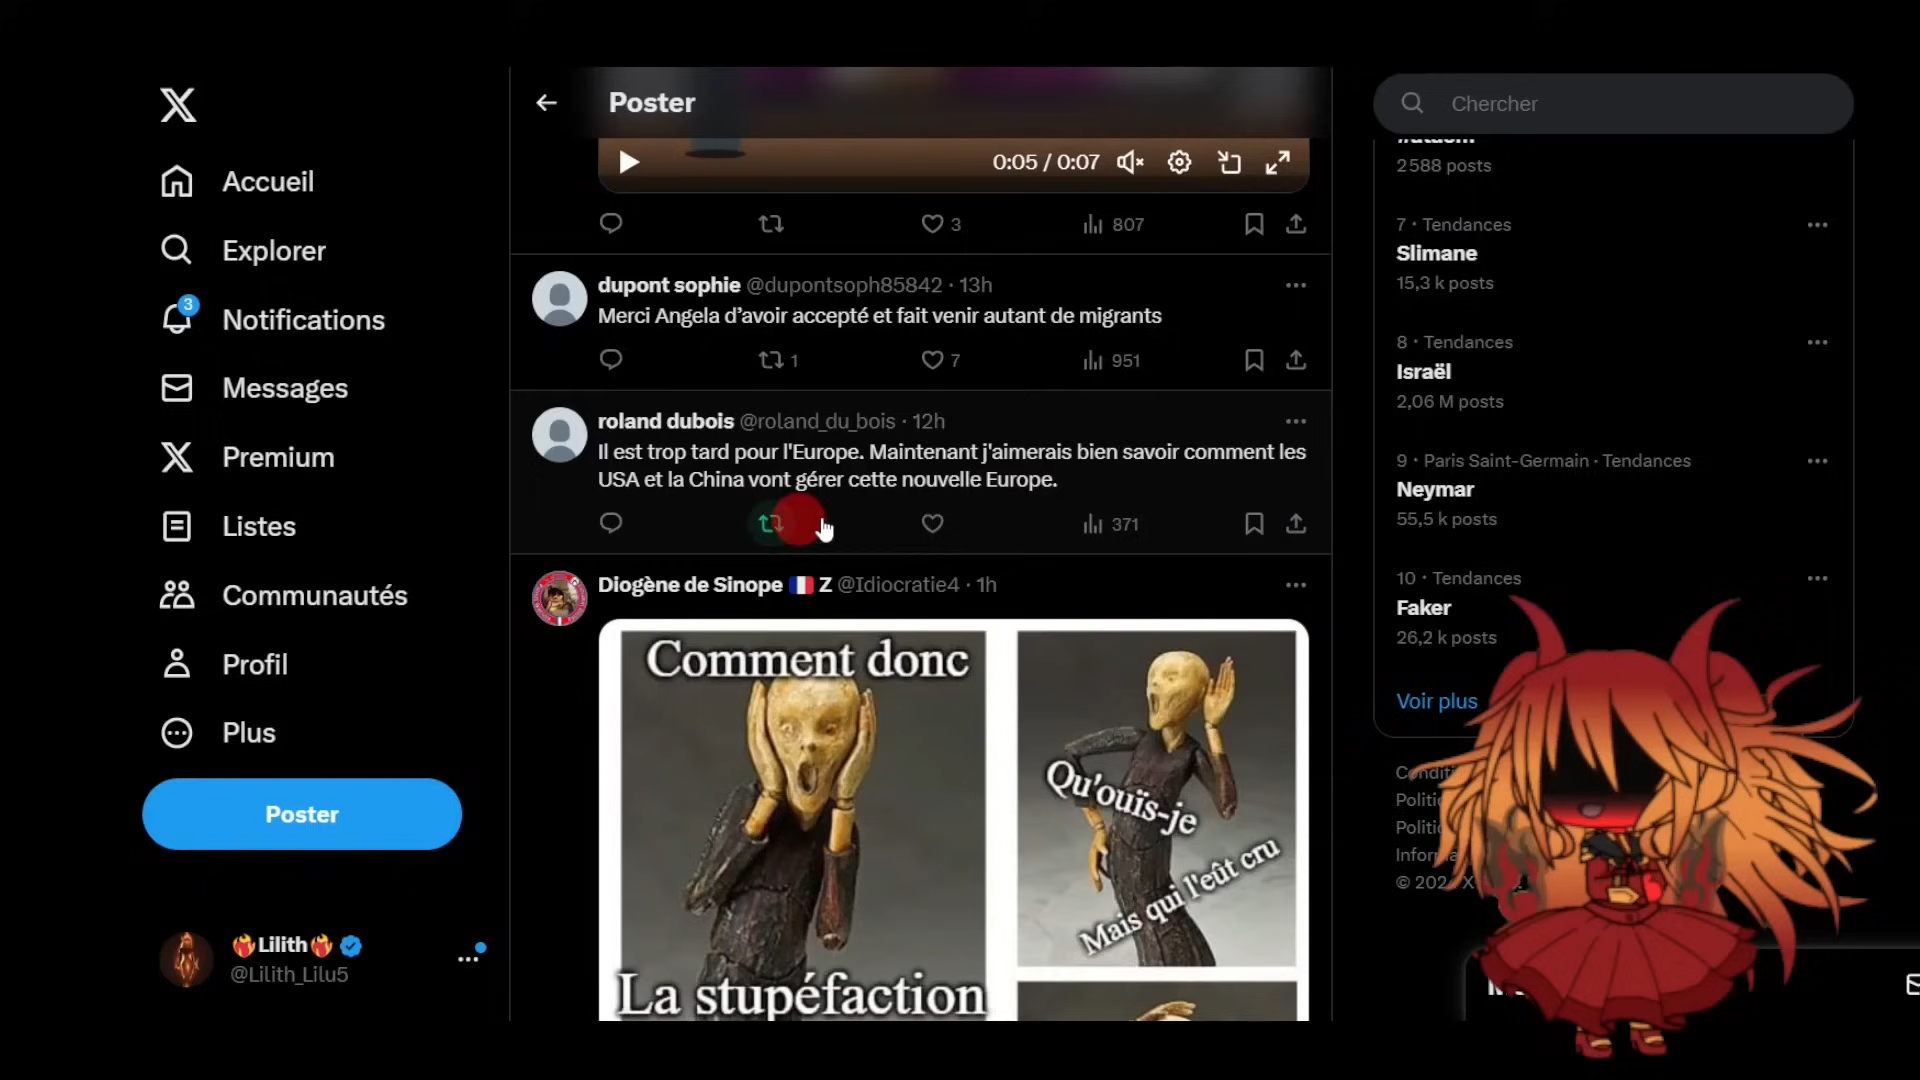 Accueil
Explorer
3
Notifications
Messages
Premium
Listes
Communautés
Profil
Plus
Poster
Lilith
@Lilith_Lilu5
Poster
0:05 / 0:07
3
807
dupont sophie @dupontsoph85842 · 13h
Merci Angela d’avoir accepté et fait venir autant de migrants
1
7
951
roland dubois @roland_du_bois · 12h
Il est trop tard pour l'Europe. Maintenant j'aimerais bien savoir comment les
USA et la China vont gérer cette nouvelle Europe.
371
Diogène de Sinope 🇫🇷 Z @Idiocratie4 · 1h
Comment donc
La stupéfaction
Qu'ouïs-je
Mais qui l'eût cru
Chercher
2 588 posts
7 · Tendances
Slimane
15,3 k posts
8 · Tendances
Israël
2,06 M posts
9 · Paris Saint-Germain · Tendances
Neymar
55,5 k posts
10 · Tendances
Faker
26,2 k posts
Voir plus